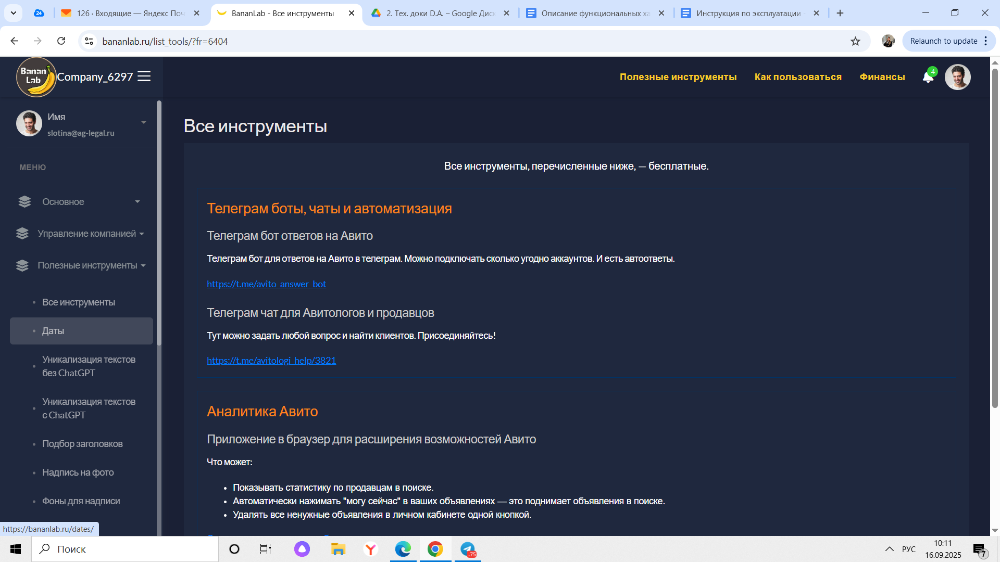 24
126 · Входящие — Яндекс Поч
BananLab - Все инструменты
2. Тех. доки D.A. – Google Дис
Описание функциональных ха
Инструкция по эксплуатации -
bananlab.ru/list_tools/?fr=6404
Relaunch to update
Banan
Lab
Company_6297
Полезные инструменты
Как пользоваться
Финансы
4
Имя
slotina@ag-legal.ru
МЕНЮ
Основное
Управление компанией
Полезные инструменты
Все инструменты
Даты
Уникализация текстов
без ChatGPT
Уникализация текстов
с ChatGPT
Подбор заголовков
Надпись на фото
Фоны для надписи
Все инструменты
Все инструменты, перечисленные ниже, — бесплатные.
Телеграм боты, чаты и автоматизация
Телеграм бот ответов на Авито
Телеграм бот для ответов на Авито в телеграм. Можно подключать сколько угодно аккаунтов. И есть автоответы.
https://t.me/avito_answer_bot
Телеграм чат для Авитологов и продавцов
Тут можно задать любой вопрос и найти клиентов. Присоединяйтесь!
https://t.me/avitologi_help/3821
Аналитика Авито
Приложение в браузер для расширения возможностей Авито
Что может:
• Показывать статистику по продавцам в поиске.
• Автоматически нажимать "могу сейчас" в ваших объявлениях — это поднимает объявления в поиске.
• Удалять все ненужные объявления в личном кабинете одной кнопкой.
https://bananlab.ru/dates/
Поиск
..75
РУС
10:11
16.09.2025
7